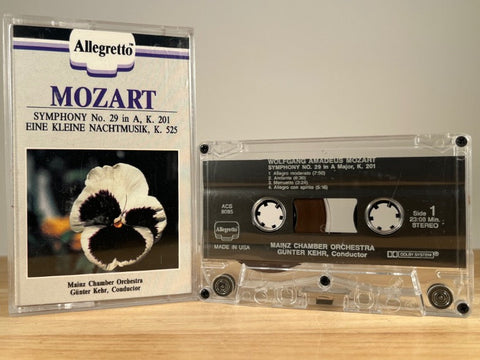 Allegretto™
MOZART
SYMPHONY No. 29 in A, K. 201
EINE KLEINE NACHTMUSIK, K. 525
Mainz Chamber Orchestra
Günter Kehr, Conductor
WOLFGANG AMADEUS MOZART
SYMPHONY No. 29 in A Major, K. 201
1. Allegro moderato (7:50)
2. Andante (6:30)
3. Menuetto (3:24)
4. Allegro con spirito (5:16)
ACS
8095
Side 1
23:08 Min.
STEREO
Allegretto
MADE IN USA
MAINZ CHAMBER ORCHESTRA
GÜNTER KEHR, Conductor
DOLBY SYSTEM